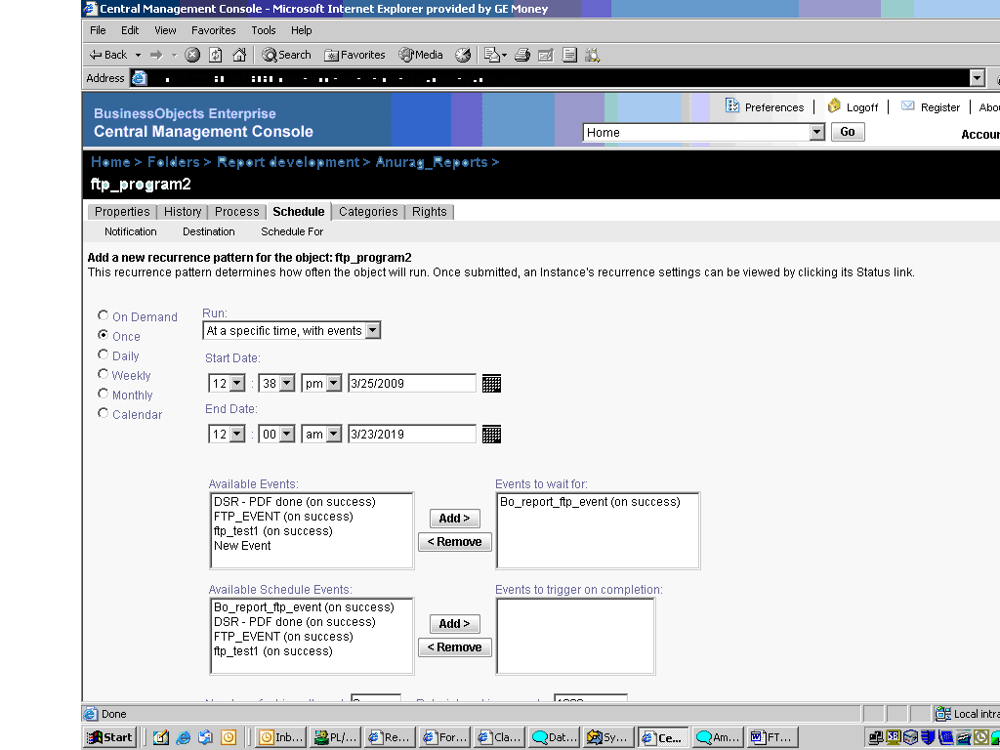 Central Management Console - Microsoft Internet Explorer provided by GE Money
File Edit View Favorites Tools Help
Back Search Favorites Media
Address
Preferences Logoff Register Abo
BusinessObjects Enterprise
Central Management Console
Home Go
Accour
Home > Folders > Report development > Anurag_Reports >
ftp_program2
Properties History Process Schedule Categories Rights
Notification Destination Schedule For
Add a new recurrence pattern for the object: ftp_program2
This recurrence pattern determines how often the object will run. Once submitted, an Instance's recurrence settings can be viewed by clicking its Status link.
On Demand
Once
Daily
Weekly
Monthly
Calendar
Run:
At a specific time, with events
Start Date:
12 : 38 pm 3/25/2009
End Date:
12 : 00 am 3/23/2019
Available Events:
DSR - PDF done (on success)
FTP_EVENT (on success)
ftp_test1 (on success)
New Event
Add >
< Remove
Events to wait for:
Bo_report_ftp_event (on success)
Available Schedule Events:
Bo_report_ftp_event (on success)
DSR - PDF done (on success)
FTP_EVENT (on success)
ftp_test1 (on success)
Add >
< Remove
Events to trigger on completion:
Done Local intra
Start Inb... PL/... Re... For... Cla... Dat... Sy... Ce... Am... FT...